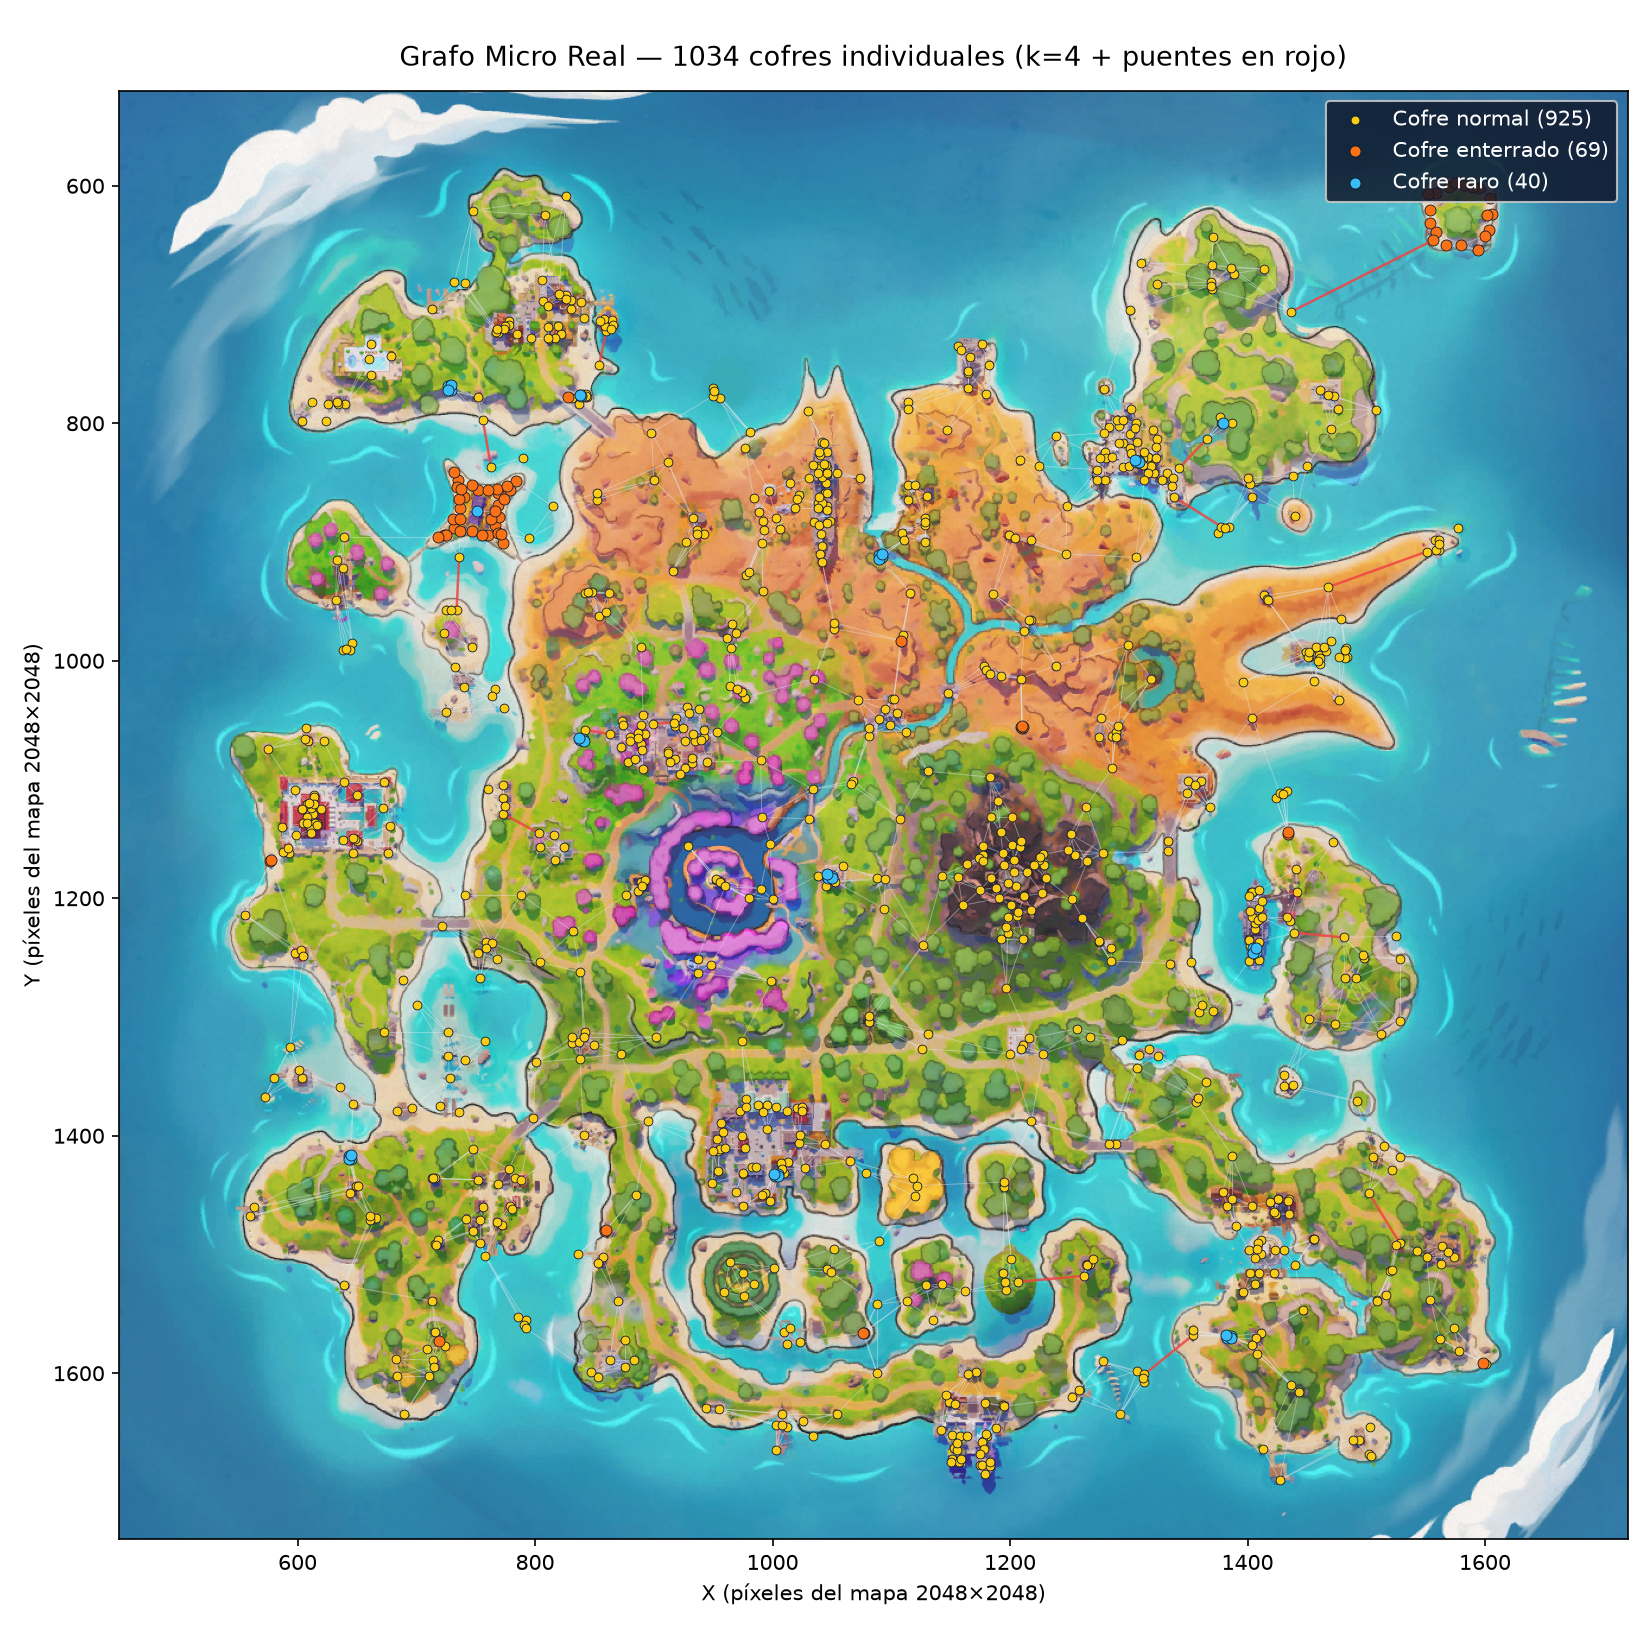 Grafo Micro Real — 1034 cofres individuales (k=4 + puentes en rojo)
Cofre normal (925)
Cofre enterrado (69)
Cofre raro (40)
600
800
1000
1200
1400
1600
Y (píxeles del mapa 2048×2048)
600
800
1000
1200
1400
1600
X (píxeles del mapa 2048×2048)